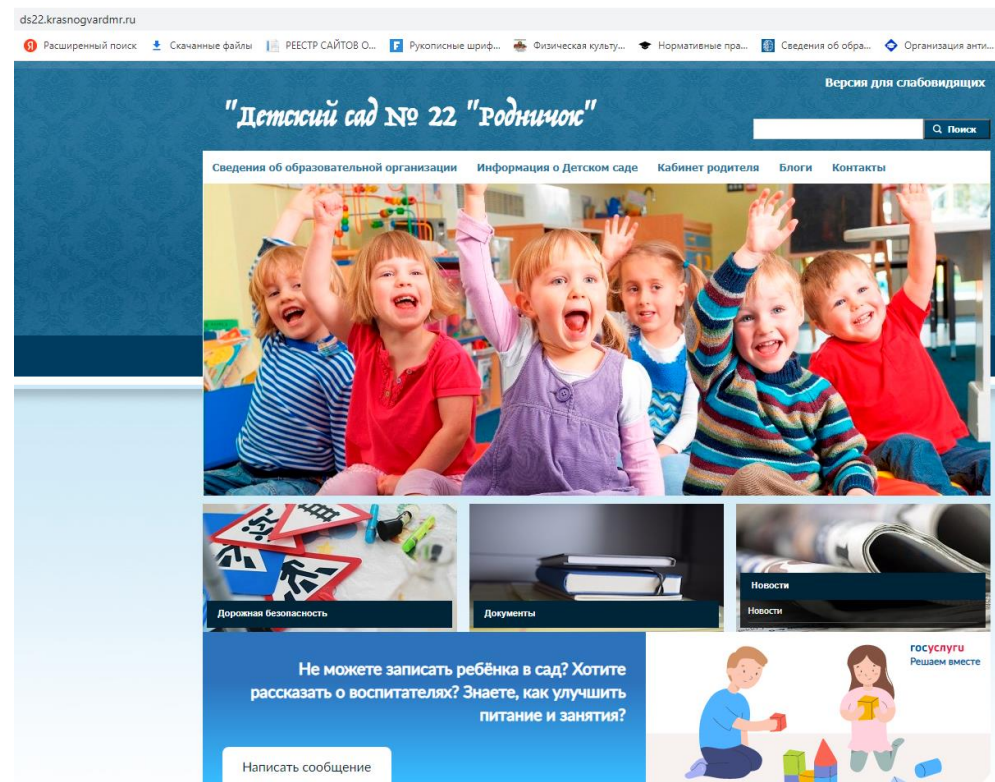 ds22.krasnogvardmr.ru
Расширенный поиск Скачанные файлы РЕЕСТР САЙТОВ О... Рукописные шриф... Физическая культу... Нормативные пра... Сведения об обра... Организация анти...
Версия для слабовидящих
"Детский сад № 22 "Родничок"
Поиск
Сведения об образовательной организации Информация о Детском саде Кабинет родителя Блоги Контакты
Дорожная безопасность
Документы
Новости
Новости
Не можете записать ребёнка в сад? Хотите
рассказать о воспитателях? Знаете, как улучшить
питание и занятия?
Написать сообщение
госуслуги
Решаем вместе